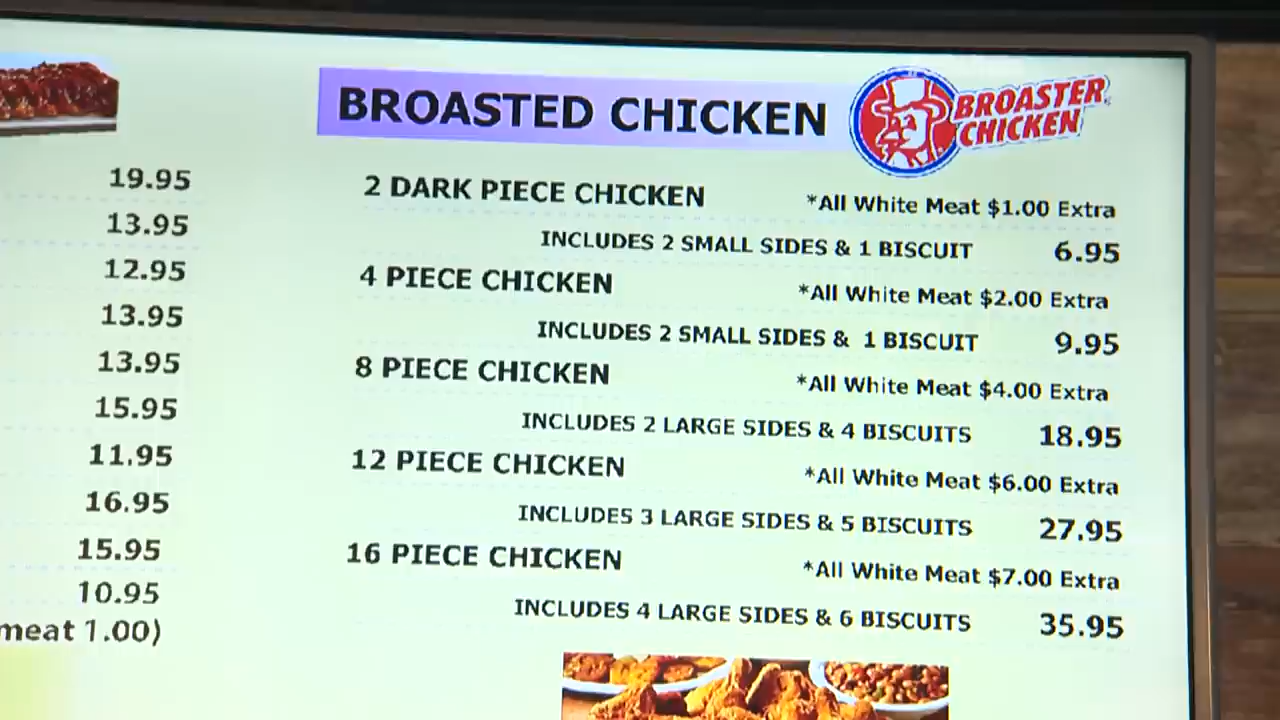 BROASTED CHICKEN
BROASTER
CHICKEN
2 DARK PIECE CHICKEN *All White Meat $1.00 Extra
INCLUDES 2 SMALL SIDES & 1 BISCUIT 6.95
4 PIECE CHICKEN *All White Meat $2.00 Extra
INCLUDES 2 SMALL SIDES & 1 BISCUIT 9.95
8 PIECE CHICKEN *All White Meat $4.00 Extra
INCLUDES 2 LARGE SIDES & 4 BISCUITS 18.95
12 PIECE CHICKEN *All White Meat $6.00 Extra
INCLUDES 3 LARGE SIDES & 5 BISCUITS 27.95
16 PIECE CHICKEN *All White Meat $7.00 Extra
INCLUDES 4 LARGE SIDES & 6 BISCUITS 35.95
19.95
13.95
12.95
13.95
13.95
15.95
11.95
16.95
15.95
10.95
meat 1.00)